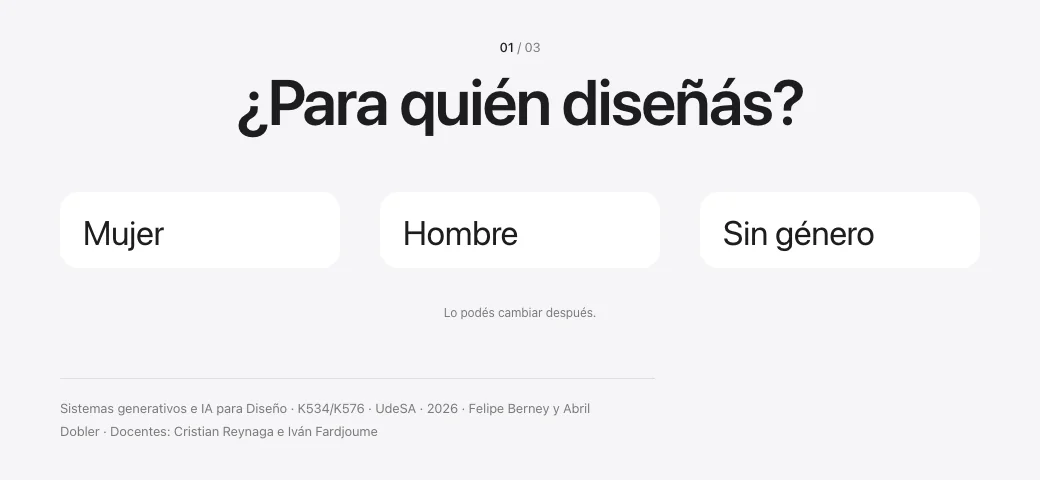 01 / 03
¿Para quién diseñás?
Mujer
Hombre
Sin género
Lo podés cambiar después.
Sistemas generativos e IA para Diseño · K534/K576 · UdeSA · 2026 · Felipe Berney y Abril
Dobler · Docentes: Cristian Reynaga e Iván Fardjoume